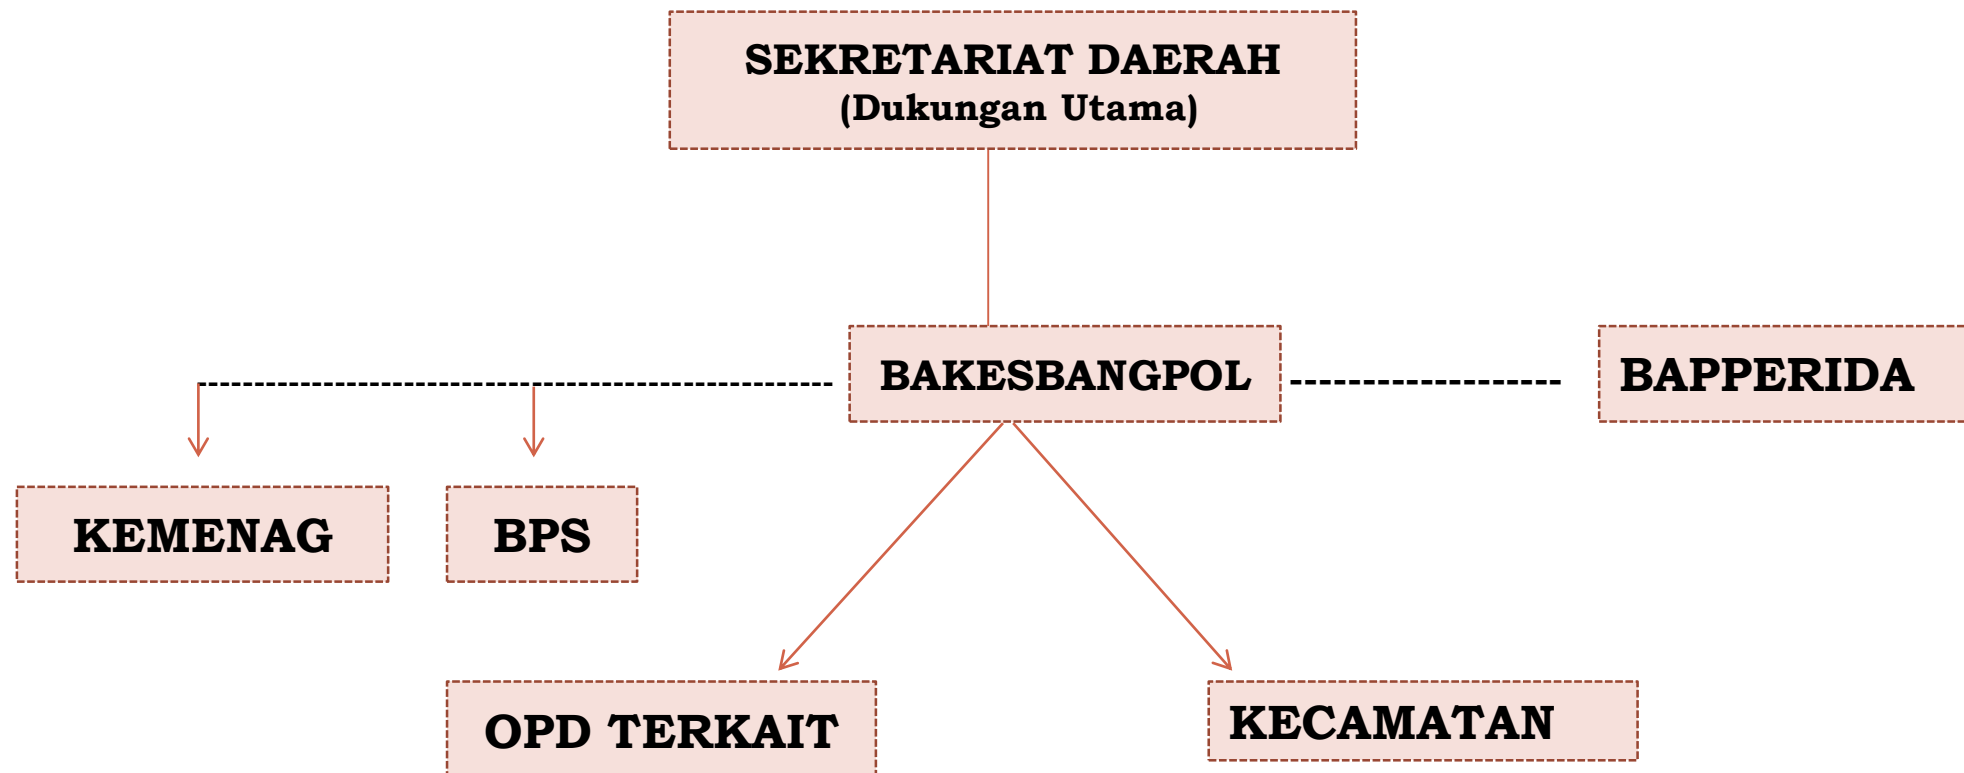 SEKRETARIAT DAERAH
(Dukungan Utama)
BAKESBANGPOL
BAPPERIDA
KEMENAG
BPS
OPD TERKAIT
KECAMATAN